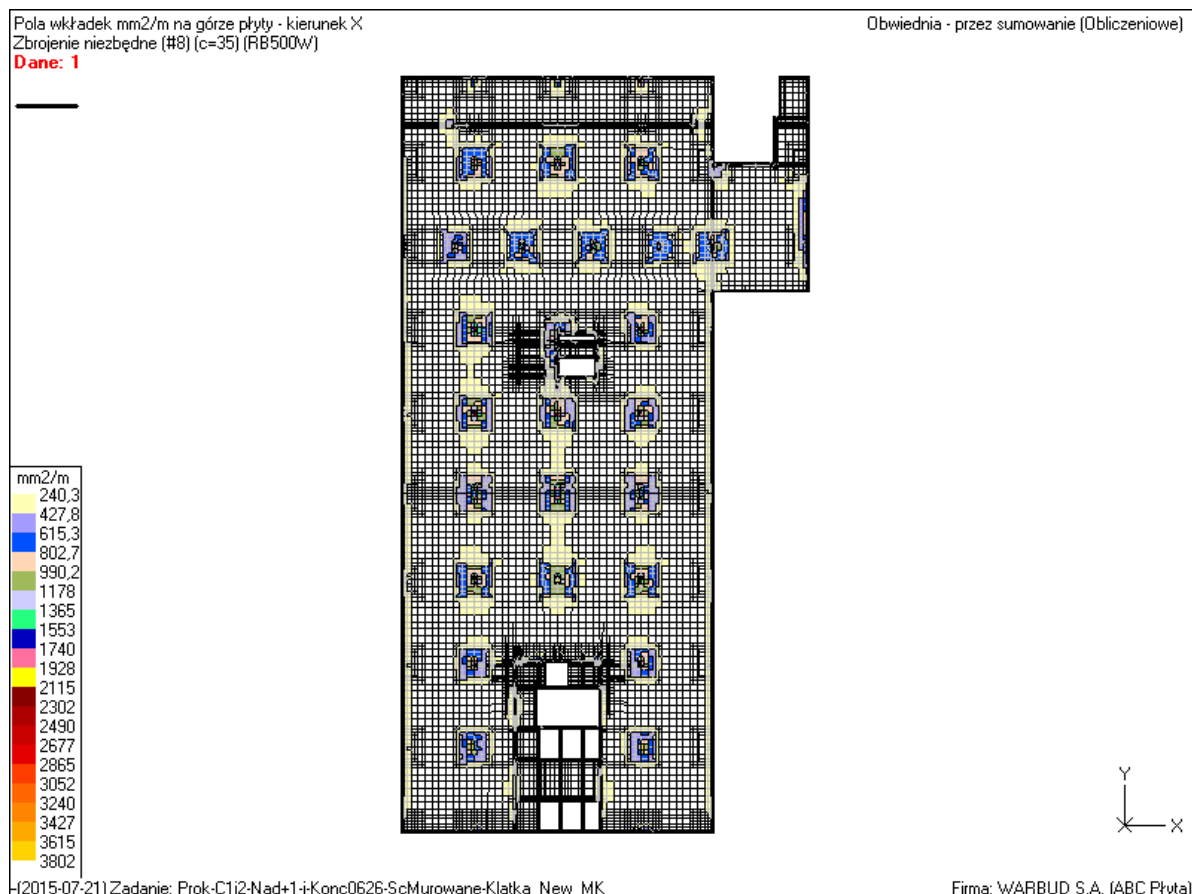 Pola wkładek mm2/m na górze płyty - kierunek X
Obwiednia - przez sumowanie (Obliczeniowe)
Zbrojenie niezbędne (#8) (c=35) (RB500W)
Dane: 1
mm2/m
240,3
427,8
615,3
802,7
990,2
1178
1365
1553
1740
1928
2115
2302
2490
2677
2865
3052
3240
3427
3615
3802
Y
X
(2015-07-21) Zadanie: Prok-C1i2-Nad+1-i-Konc0626-ScMurowane-Klatka_New_MK
Firma: WARBUD S.A. (ABC Płyta)